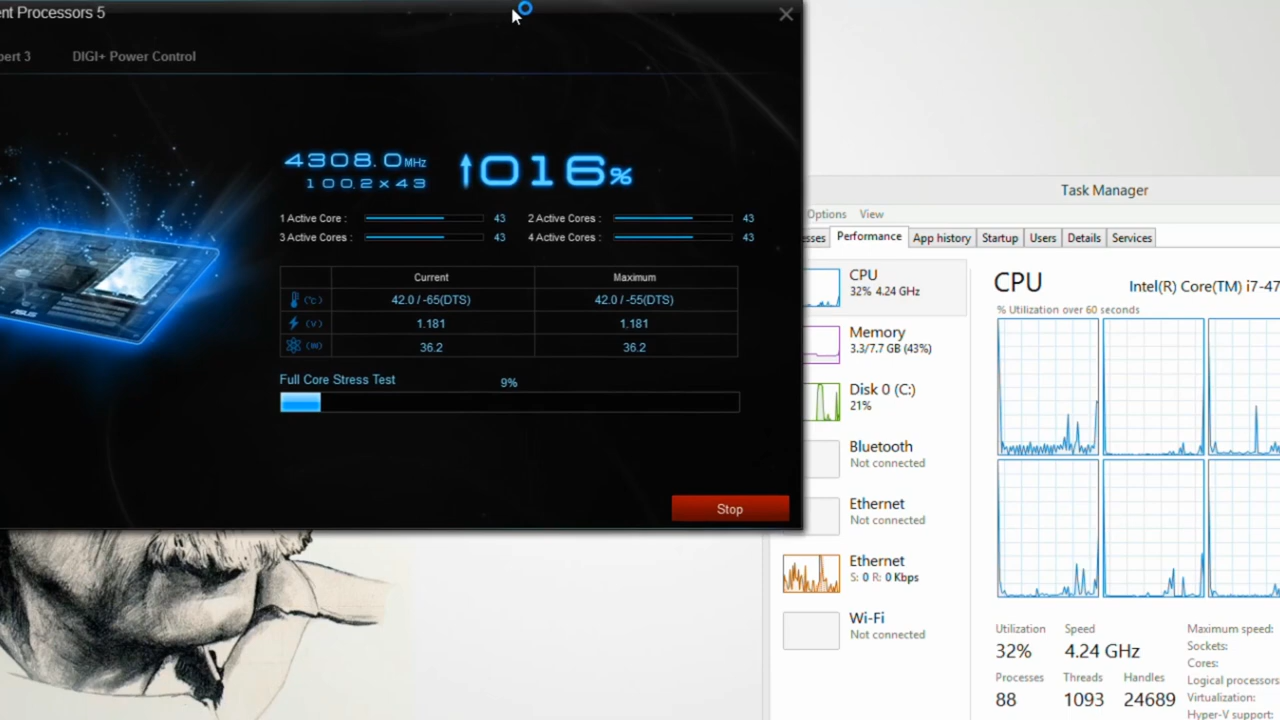 nt Processors 5
pert 3 DIGI+ Power Control
4308.0MHz
100.2x43
↑016%
1 Active Core : 43 2 Active Cores : 43
3 Active Cores : 43 4 Active Cores : 43
Current Maximum
(°c) 42.0 / -65(DTS) 42.0 / -55(DTS)
(V) 1.181 1.181
(W) 36.2 36.2
Full Core Stress Test 9%
Stop
ASUS
Task Manager
Options View
esses Performance App history Startup Users Details Services
CPU
32% 4.24 GHz
Memory
3.3/7.7 GB (43%)
Disk 0 (C:)
21%
Bluetooth
Not connected
Ethernet
Not connected
Ethernet
S: 0 R: 0 Kbps
Wi-Fi
Not connected
CPU Intel(R) Core(TM) i7-47
% Utilization over 60 seconds
Utilization Speed Maximum speed:
32% 4.24 GHz Sockets:
Cores:
Processes Threads Handles Logical processors
88 1093 24689 Virtualization:
Hyper-V support: